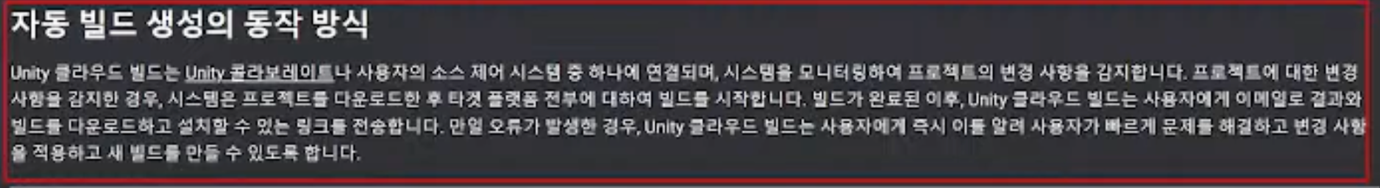 자동 빌드 생성의 동작 방식
Unity 클라우드 빌드는 Unity 콜라보레이트나 사용자의 소스 제어 시스템 중 하나에 연결되며, 시스템을 모니터링하여 프로젝트의 변경 사항을 감지합니다. 프로젝트에 대한 변경
사항을 감지한 경우, 시스템은 프로젝트를 다운로드한 후 타겟 플랫폼 전부에 대하여 빌드를 시작합니다. 빌드가 완료된 이후, Unity 클라우드 빌드는 사용자에게 이메일로 결과와
빌드를 다운로드하고 설치할 수 있는 링크를 전송합니다. 만일 오류가 발생한 경우, Unity 클라우드 빌드는 사용자에게 즉시 이를 알려 사용자가 빠르게 문제를 해결하고 변경 사항
을 적용하고 새 빌드를 만들 수 있도록 합니다.